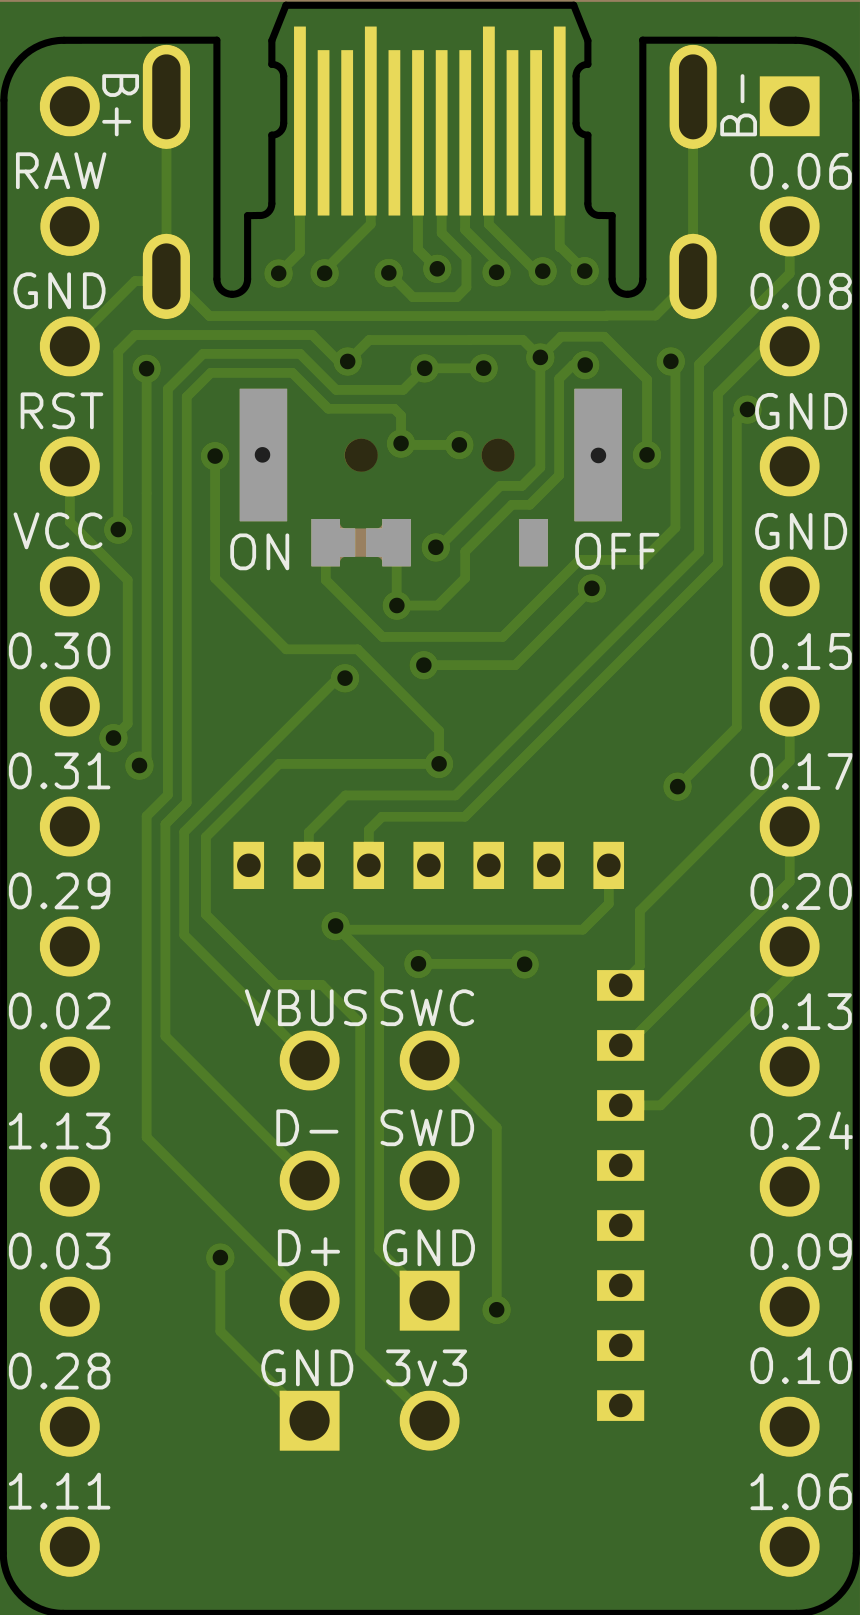 B+
B-
RAW
0.06
GND
0.08
RST
GND
VCC
GND
ON
OFF
0.30
0.15
0.31
0.17
0.29
0.20
0.02
VBUS
SWC
0.13
1.13
D-
SWD
0.24
0.03
D+
GND
0.09
0.28
GND
3v3
0.10
1.11
1.06